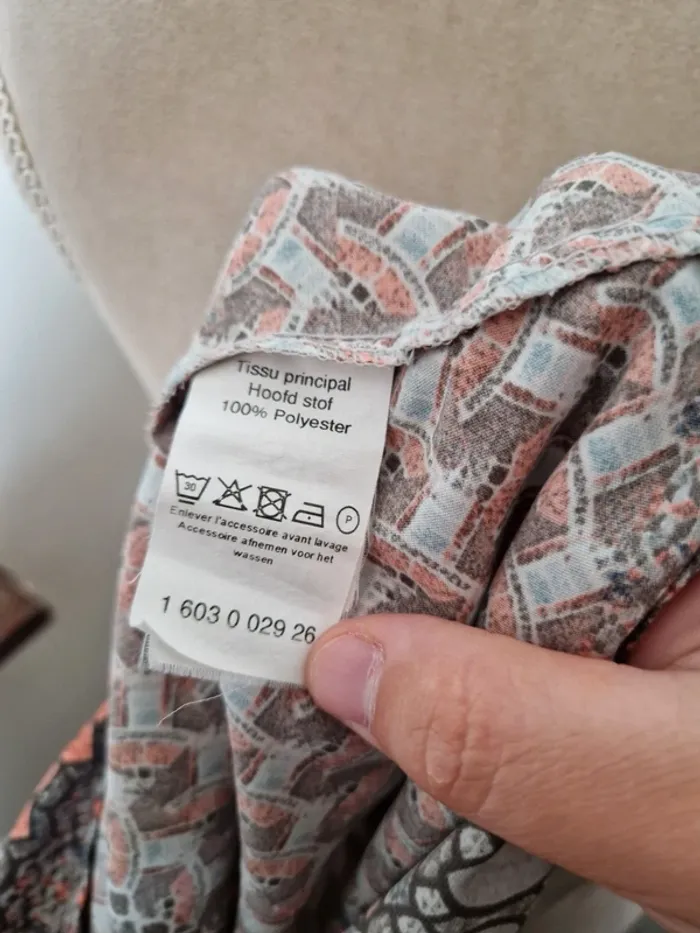 Tissu principal
Hoofd stof
100% Polyester
30
P
Enlever l'accessoire avant lavage
Accessoire afnemen voor het
wassen
1 603 0 029 26